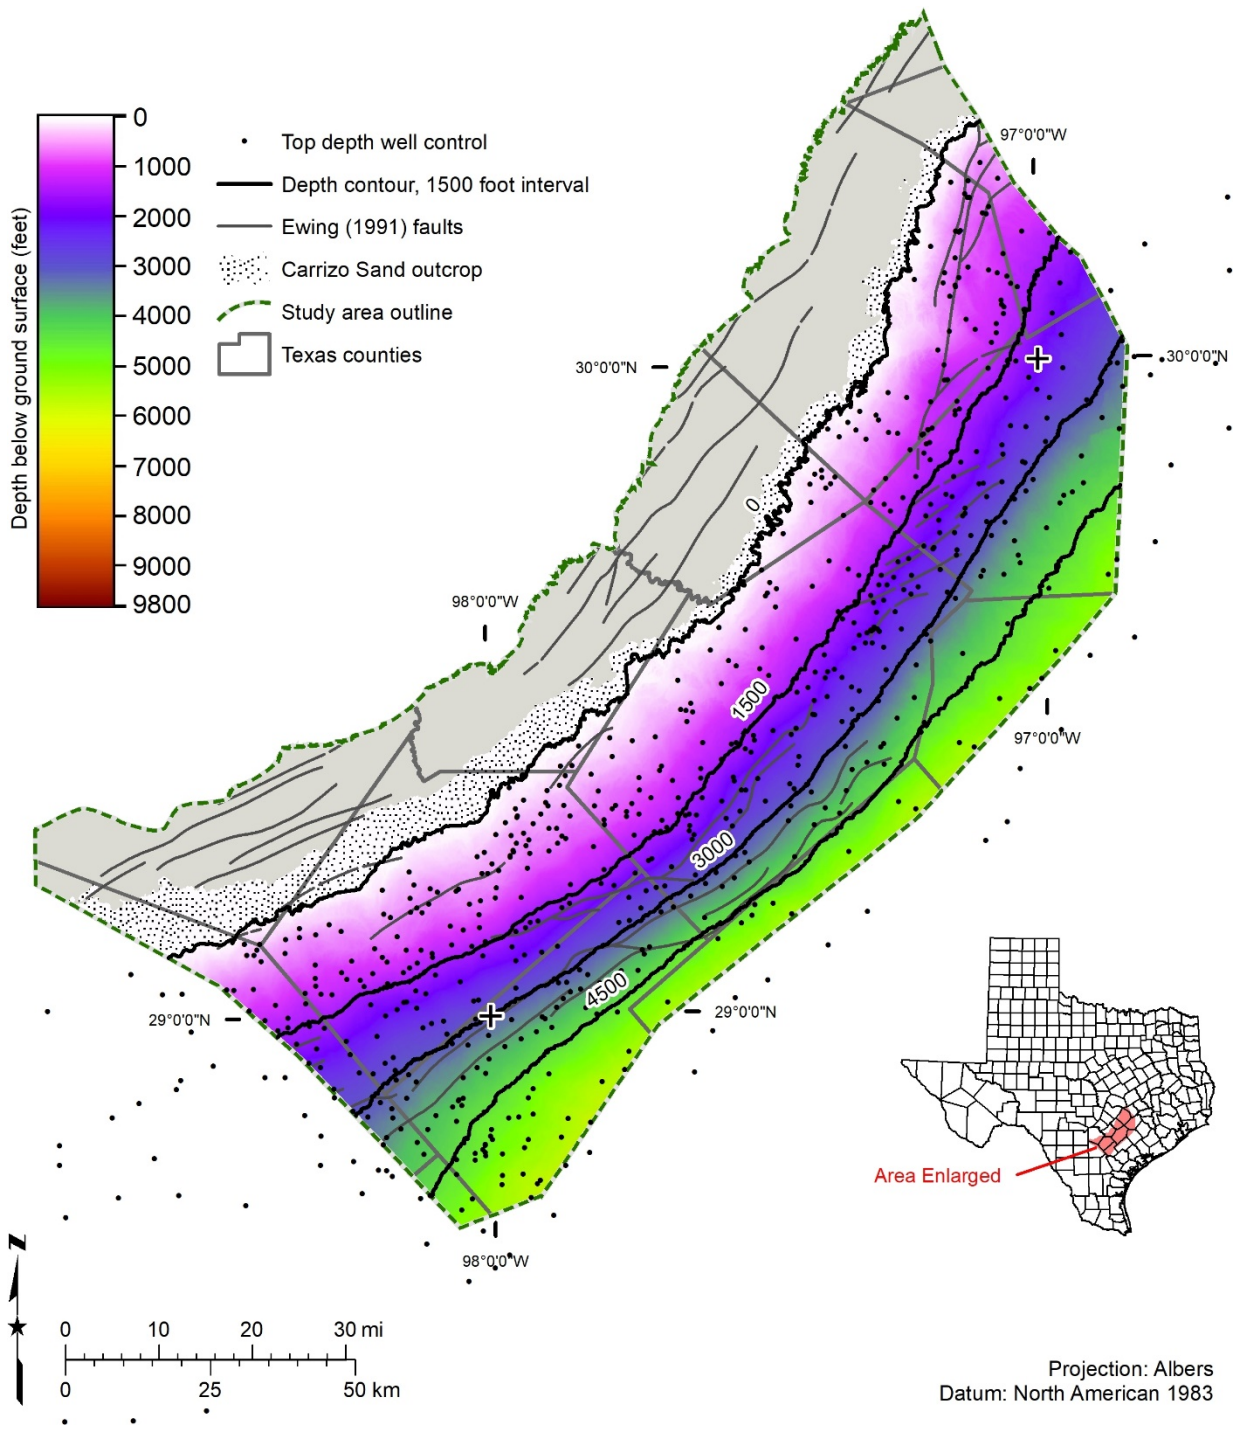 0
1000
2000
3000
4000
5000
6000
7000
8000
9000
9800
Depth below ground surface (feet)
Top depth well control
Depth contour, 1500 foot interval
Ewing (1991) faults
Carrizo Sand outcrop
Study area outline
Texas counties
97°0'0"W
30°0'0"N
30°0'0"N
0
98°0'0"W
1500
97°0'0"W
3000
4500
29°0'0"N
29°0'0"N
Area Enlarged
98°0'0"W
N
0 10 20 30 mi
0 25 50 km
Projection: Albers
Datum: North American 1983